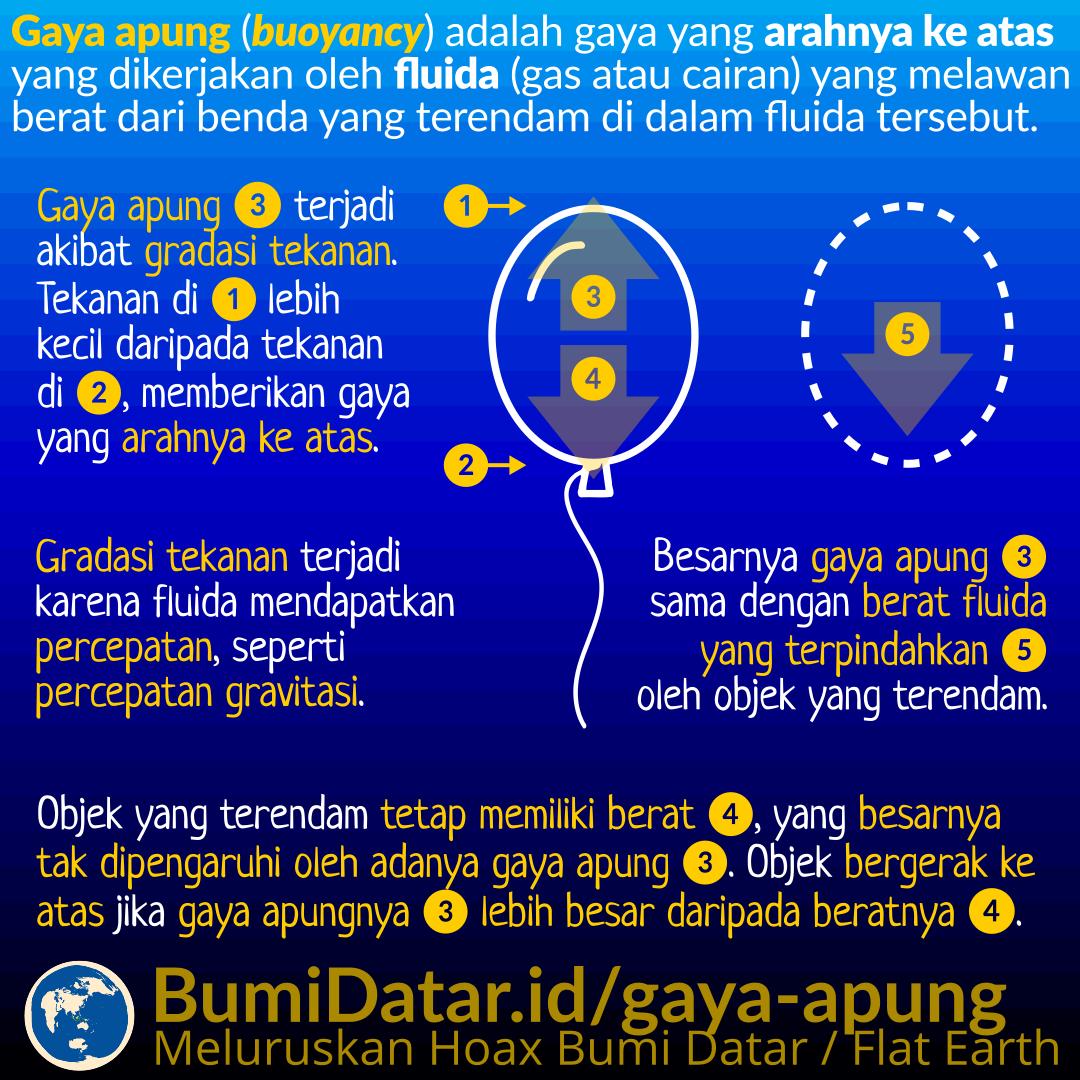 Gaya apung (buoyancy) adalah gaya yang arahnya ke atas
yang dikerjakan oleh fluida (gas atau cairan) yang melawan
berat dari benda yang terendam di dalam fluida tersebut.
Gaya apung 3 terjadi
akibat gradasi tekanan.
Tekanan di 1 lebih
kecil daripada tekanan
di 2, memberikan gaya
yang arahnya ke atas.
1
3
4
2
5
Gradasi tekanan terjadi
karena fluida mendapatkan
percepatan, seperti
percepatan gravitasi.
Besarnya gaya apung 3
sama dengan berat fluida
yang terpindahkan 5
oleh objek yang terendam.
Objek yang terendam tetap memiliki berat 4, yang besarnya
tak dipengaruhi oleh adanya gaya apung 3. Objek bergerak ke
atas jika gaya apungnya 3 lebih besar daripada beratnya 4.
BumiDatar.id/gaya-apung
Meluruskan Hoax Bumi Datar / Flat Earth